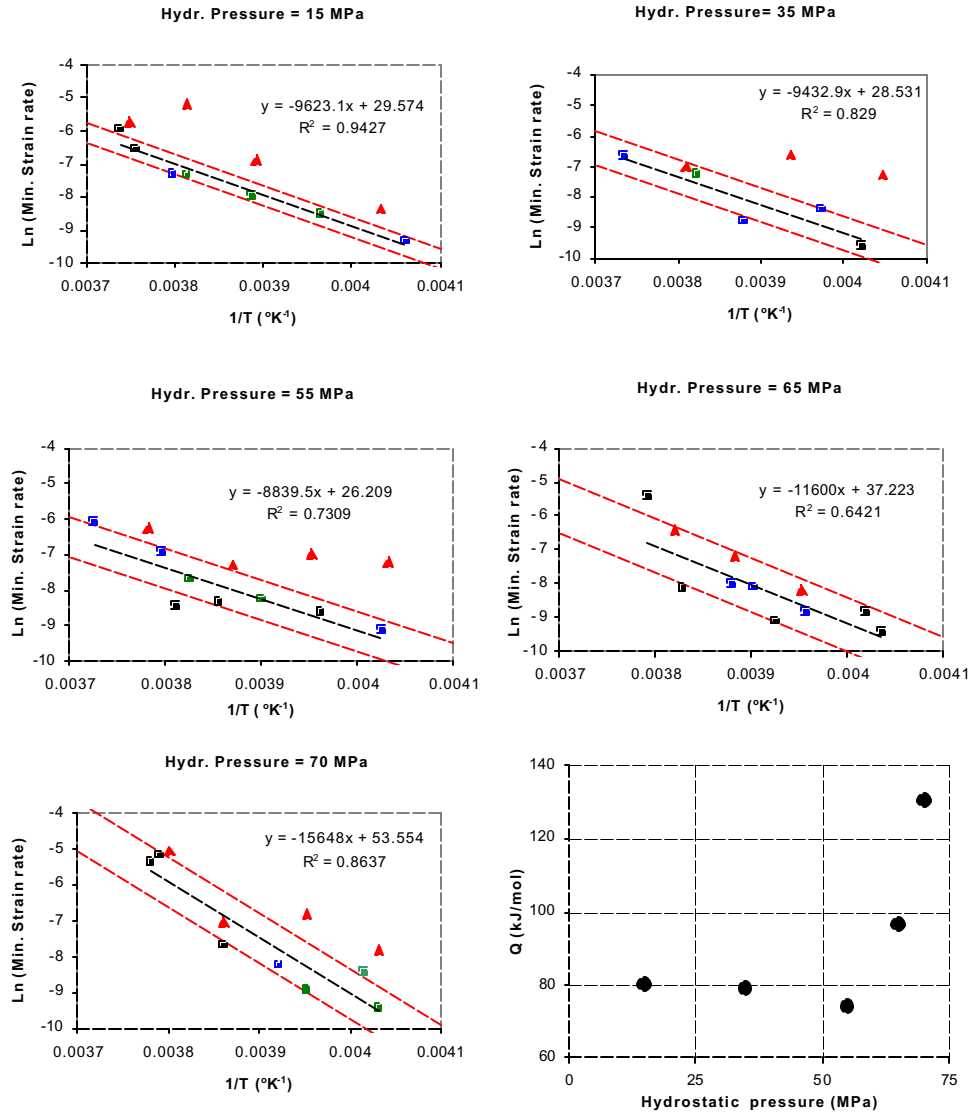 Hydr. Pressure = 15 MPa
Ln (Min. Strain rate)
-4
-5
-6
-7
-8
-9
-10
y = -9623.1x + 29.574
R² = 0.9427
0.0037 0.0038 0.0039 0.004 0.0041
1/T (°K⁻¹)
Hydr. Pressure= 35 MPa
Ln (Min. Strain rate)
-4
-5
-6
-7
-8
-9
-10
y = -9432.9x + 28.531
R² = 0.829
0.0037 0.0038 0.0039 0.004 0.0041
1/T (°K⁻¹)
Hydr. Pressure = 55 MPa
Ln (Min. Strain rate)
-4
-5
-6
-7
-8
-9
-10
y = -8839.5x + 26.209
R² = 0.7309
0.0037 0.0038 0.0039 0.004 0.0041
1/T (°K⁻¹)
Hydr. Pressure = 65 MPa
Ln (Min. Strain rate)
-4
-5
-6
-7
-8
-9
-10
y = -11600x + 37.223
R² = 0.6421
0.0037 0.0038 0.0039 0.004 0.0041
1/T (°K⁻¹)
Hydr. Pressure = 70 MPa
Ln (Min. Strain rate)
-4
-5
-6
-7
-8
-9
-10
y = -15648x + 53.554
R² = 0.8637
0.0037 0.0038 0.0039 0.004 0.0041
1/T (°K⁻¹)
Q (kJ/mol)
140
120
100
80
60
0 25 50 75
Hydrostatic pressure (MPa)